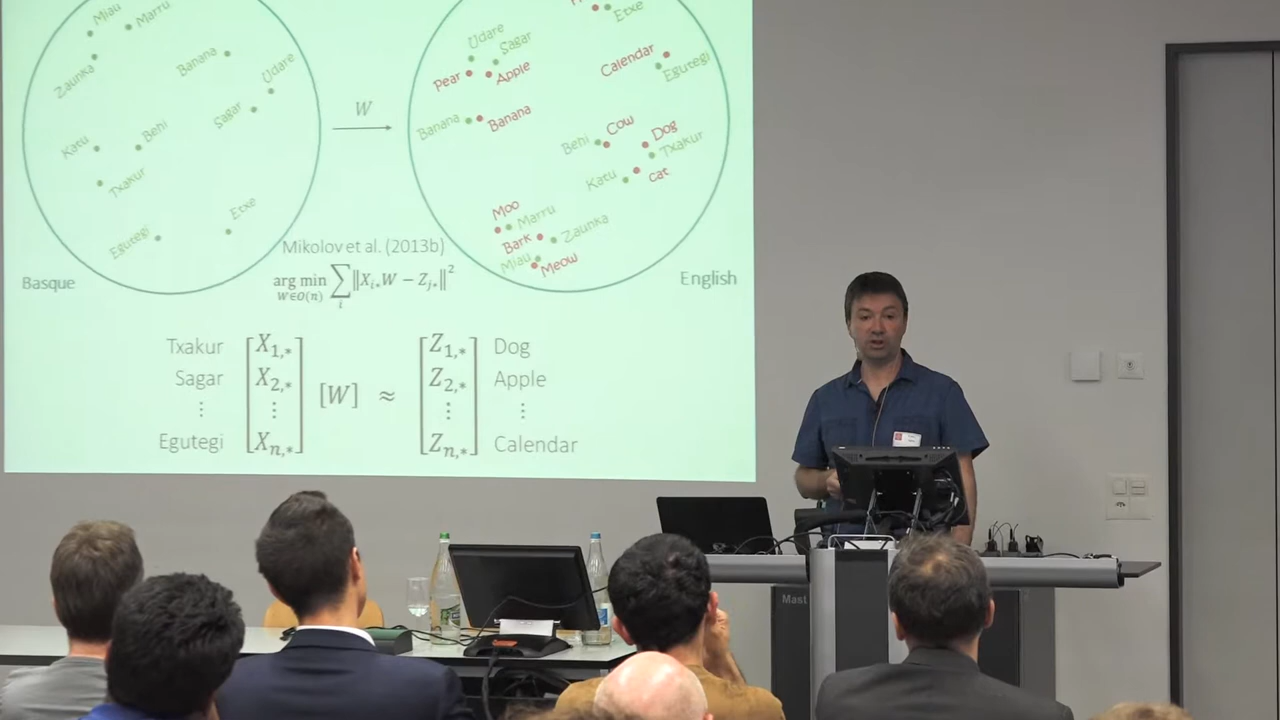 Miau
Marru
Zaunka
Banana
Udare
Sagar
Katu
Behi
Txakur
Etxe
Egutegi
Basque
W
Etxe
Udare
Sagar
Pear
Apple
Calendar
Egutegi
Banana
Banana
Behi
Cow
Dog
Txakur
Katu
Cat
Moo
Marru
Bark
Zaunka
Miau
Meow
English
Mikolov et al. (2013b)
arg min ∑ ‖X_{i*}W − Z_{j*}‖²
W∈O(n) i
Txakur [X_{1,*} Z_{1,*}] Dog
Sagar X_{2,*} [W] ≈ Z_{2,*} Apple
⋮ ⋮ ⋮ ⋮
Egutegi X_{n,*} Z_{n,*} Calendar
Mast